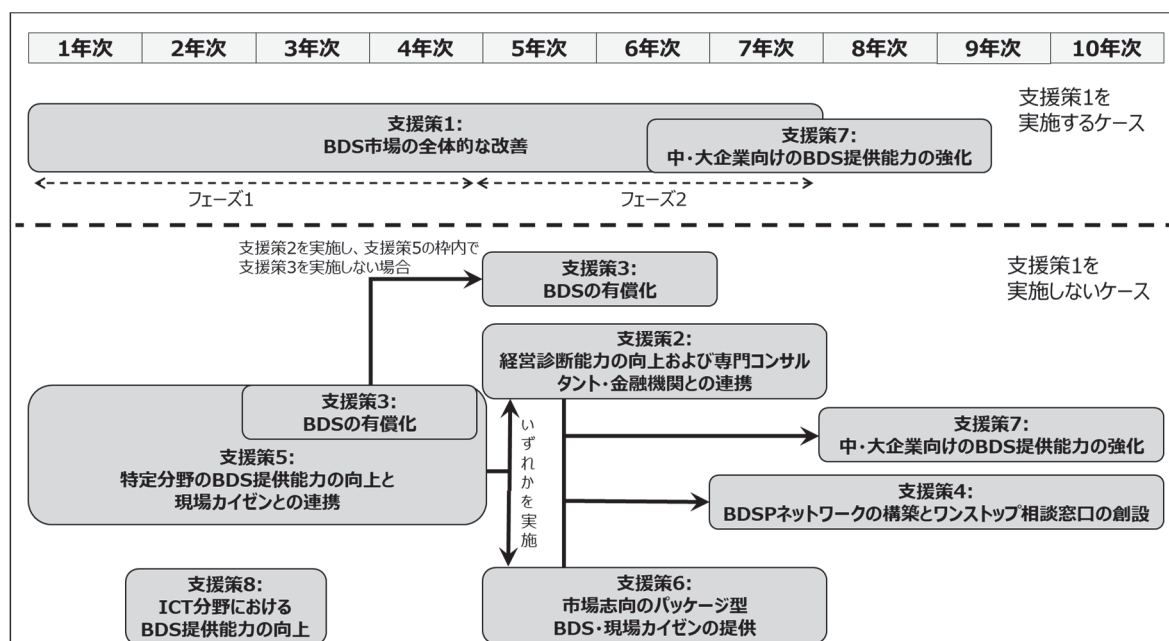 1年次 2年次 3年次 4年次 5年次 6年次 7年次 8年次 9年次 10年次
支援策1を
実施するケース
支援策1:
BDS市場の全体的な改善
支援策7:
中・大企業向けのBDS提供能力の強化
フェーズ1
フェーズ2
支援策2を実施し、支援策5の枠内で
支援策3を実施しない場合
支援策3:
BDSの有償化
支援策1を
実施しないケース
支援策2:
経営診断能力の向上および専門コンサル
タント・金融機関との連携
支援策3:
BDSの有償化
支援策5:
特定分野のBDS提供能力の向上と
現場カイゼンとの連携
いずれかを実施
支援策7:
中・大企業向けのBDS提供能力の強化
支援策4:
BDSPネットワークの構築とワンストップ相談窓口の創設
支援策8:
ICT分野における
BDS提供能力の向上
支援策6:
市場志向のパッケージ型
BDS・現場カイゼンの提供